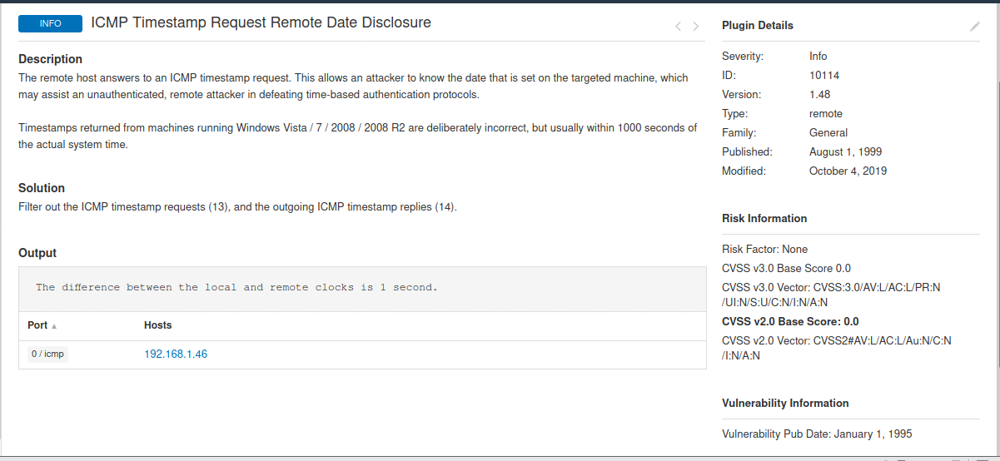 INFO
ICMP Timestamp Request Remote Date Disclosure
Description
The remote host answers to an ICMP timestamp request. This allows an attacker to know the date that is set on the targeted machine, which
may assist an unauthenticated, remote attacker in defeating time-based authentication protocols.
Timestamps returned from machines running Windows Vista / 7 / 2008 / 2008 R2 are deliberately incorrect, but usually within 1000 seconds of
the actual system time.
Solution
Filter out the ICMP timestamp requests (13), and the outgoing ICMP timestamp replies (14).
Output
The difference between the local and remote clocks is 1 second.
Port Hosts
0 / icmp 192.168.1.46
Plugin Details
Severity: Info
ID: 10114
Version: 1.48
Type: remote
Family: General
Published: August 1, 1999
Modified: October 4, 2019
Risk Information
Risk Factor: None
CVSS v3.0 Base Score 0.0
CVSS v3.0 Vector: CVSS:3.0/AV:L/AC:L/PR:N
/UI:N/S:U/C:N/I:N/A:N
CVSS v2.0 Base Score: 0.0
CVSS v2.0 Vector: CVSS2#AV:L/AC:L/Au:N/C:N
/I:N/A:N
Vulnerability Information
Vulnerability Pub Date: January 1, 1995